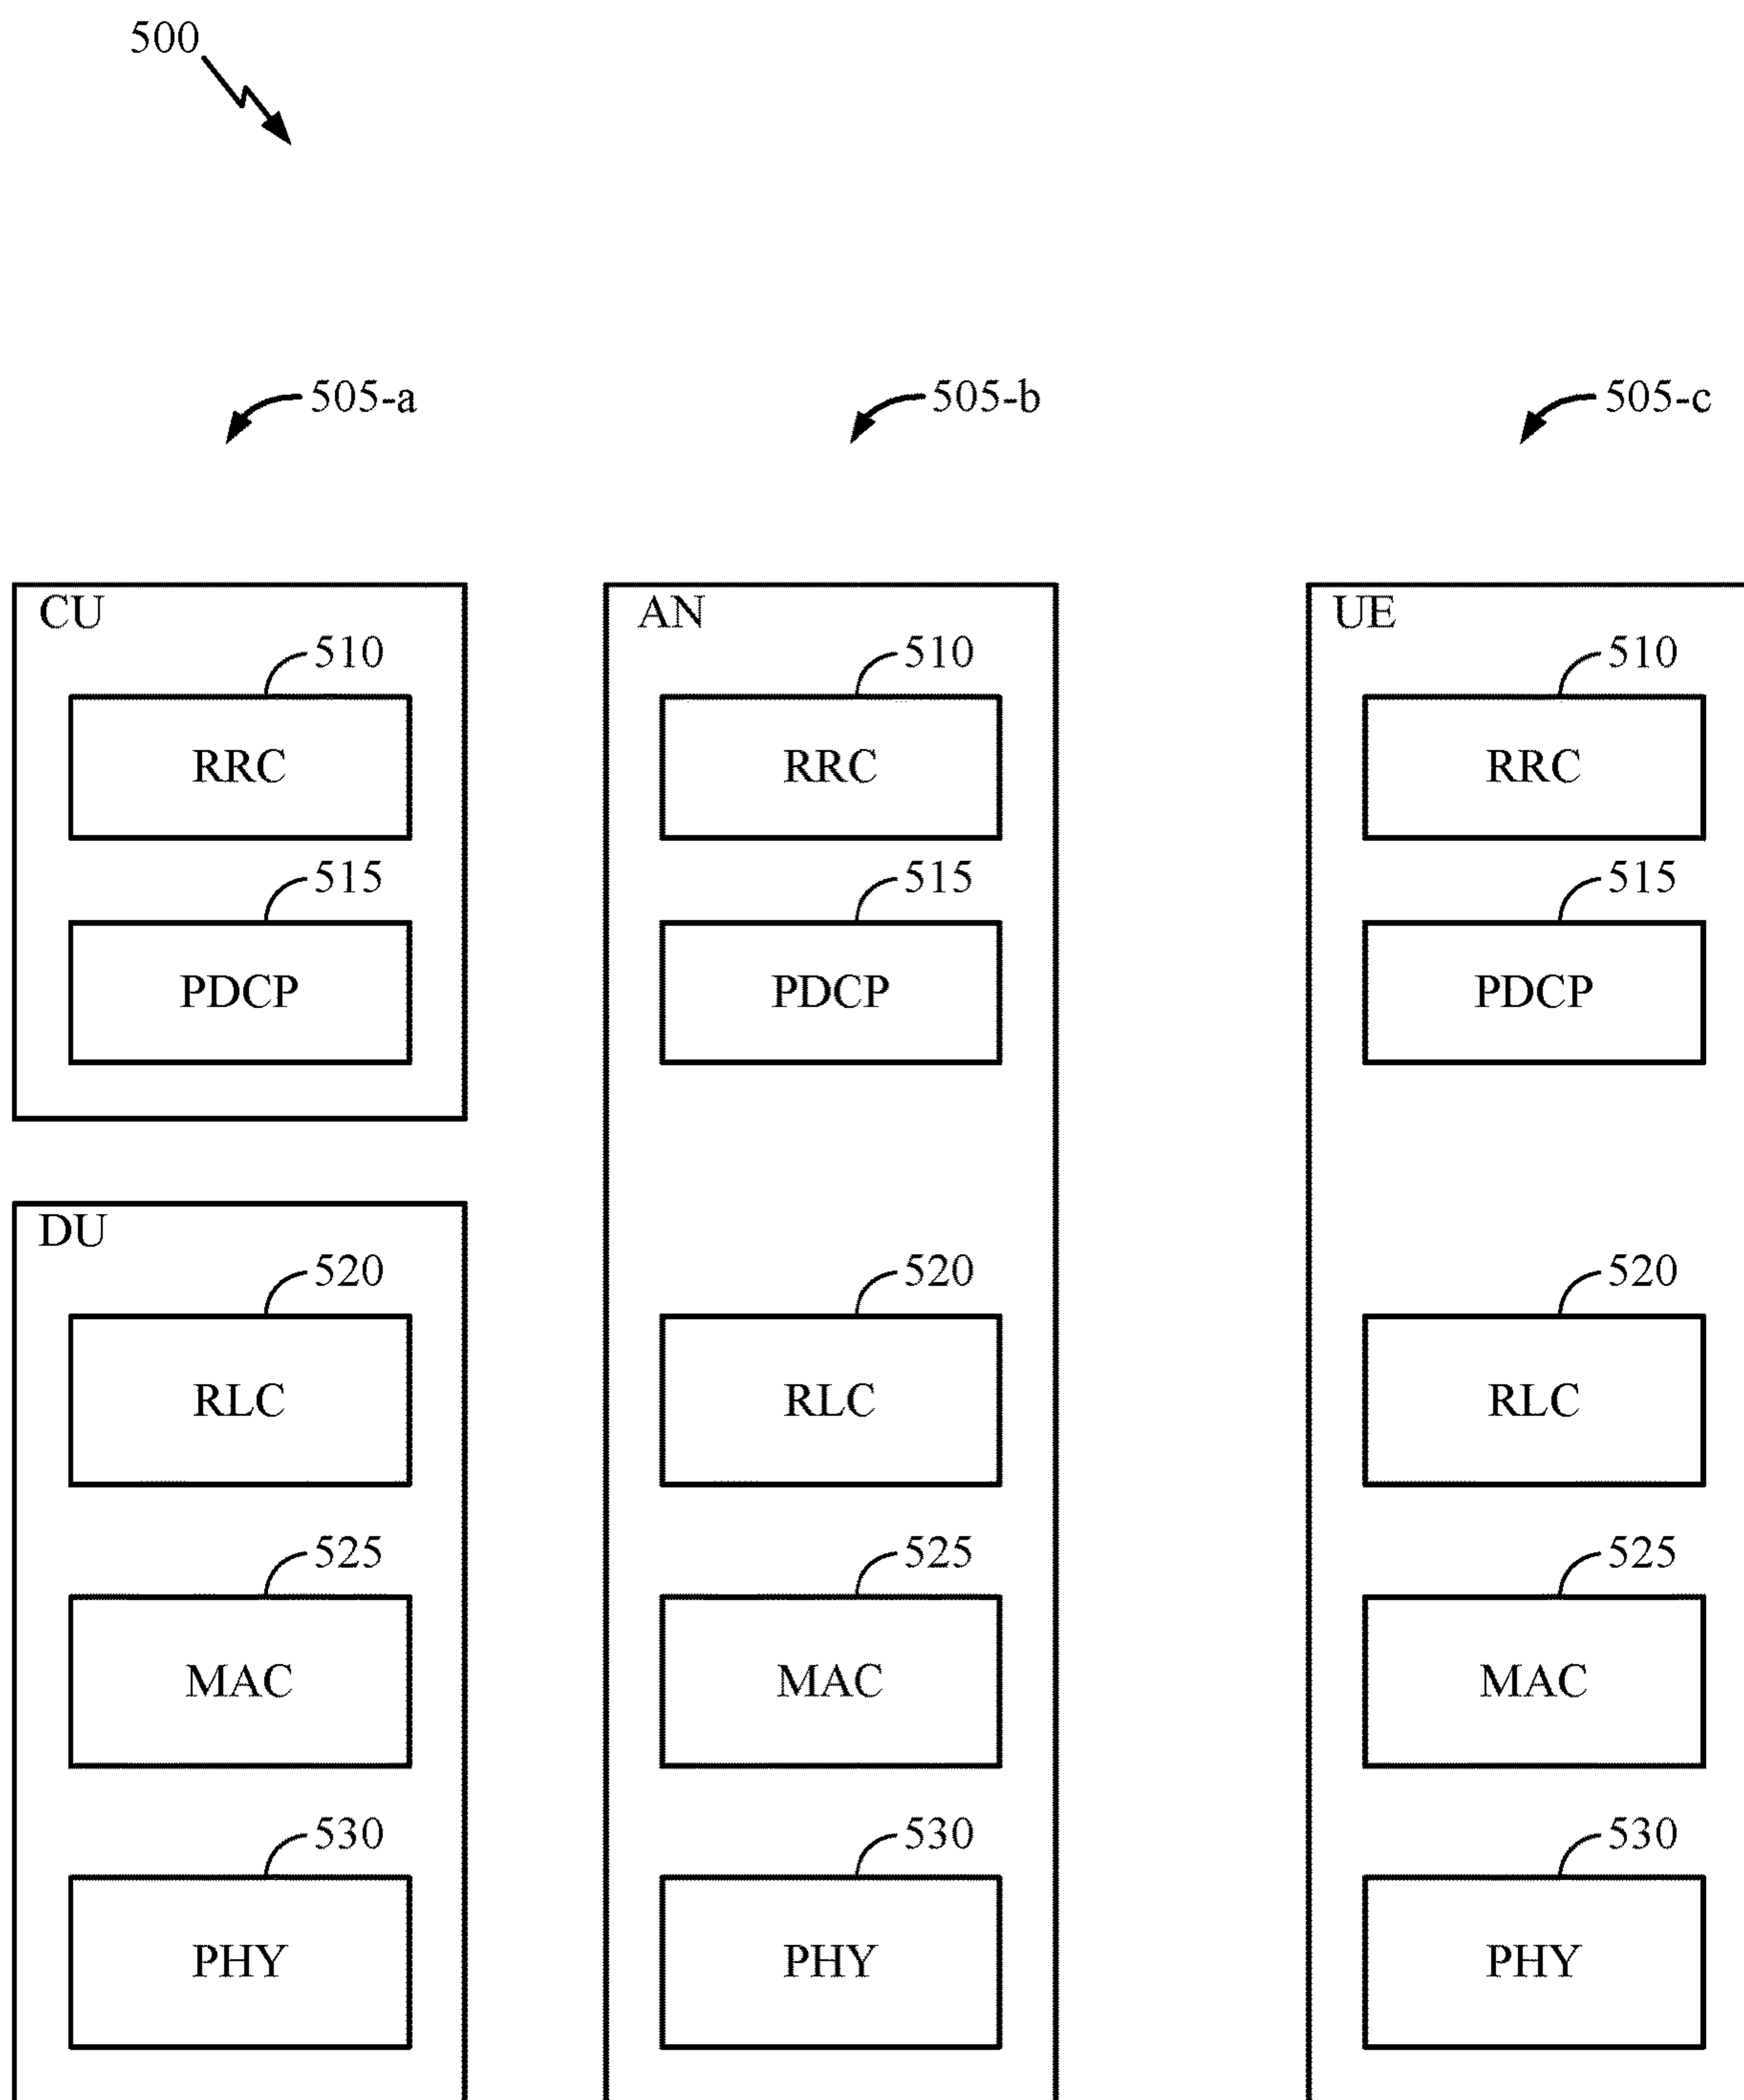 500
505-a 505-b 505-c
CU AN UE
510 510 510
RRC RRC RRC
515 515 515
PDCP PDCP PDCP
DU
520 520 520
RLC RLC RLC
525 525 525
MAC MAC MAC
530 530 530
PHY PHY PHY